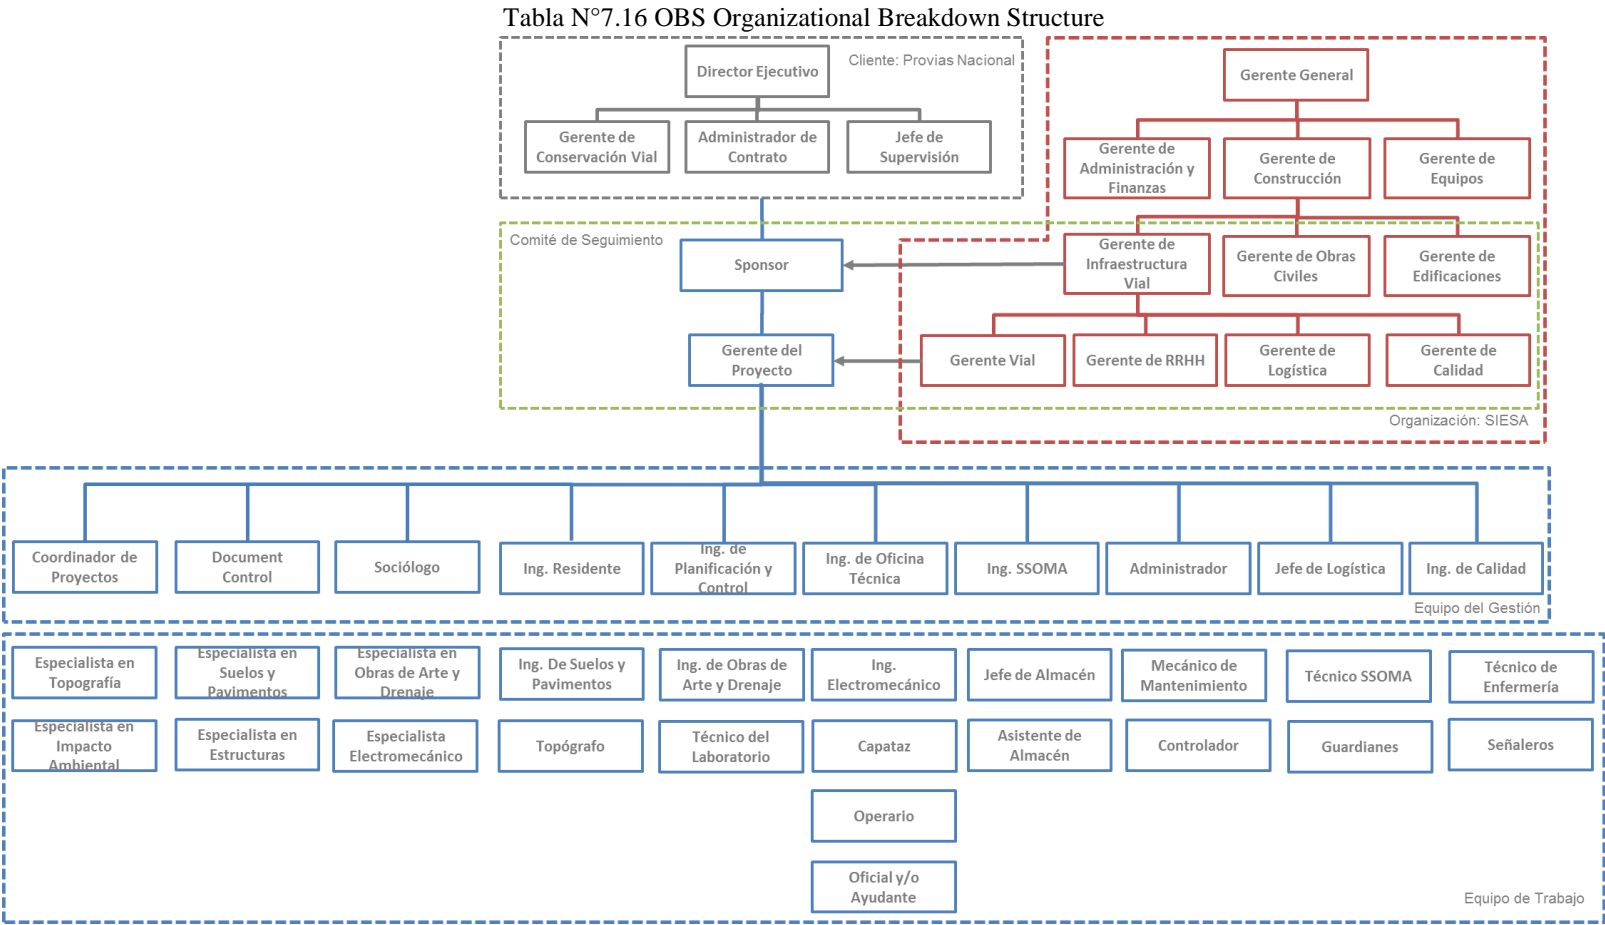 Tabla N°7.16 OBS Organizational Breakdown Structure
Cliente: Provias Nacional
Director Ejecutivo
Gerente de
Conservación Vial
Administrador de
Contrato
Jefe de
Supervisión
Gerente General
Gerente de
Administración y
Finanzas
Gerente de
Construcción
Gerente de
Equipos
Comité de Seguimiento
Sponsor
Gerente de
Infraestructura
Vial
Gerente de Obras
Civiles
Gerente de
Edificaciones
Gerente del
Proyecto
Gerente Vial
Gerente de RRHH
Gerente de
Logística
Gerente de
Calidad
Organización: SIESA
Coordinador de
Proyectos
Document
Control
Sociólogo
Ing. Residente
Ing. de
Planificación y
Control
Ing. de Oficina
Técnica
Ing. SSOMA
Administrador
Jefe de Logística
Ing. de Calidad
Equipo del Gestión
Especialista en
Topografía
Especialista en
Suelos y
Pavimentos
Especialista en
Obras de Arte y
Drenaje
Ing. De Suelos y
Pavimentos
Ing. de Obras de
Arte y Drenaje
Ing.
Electromecánico
Jefe de Almacén
Mecánico de
Mantenimiento
Técnico SSOMA
Técnico de
Enfermería
Especialista en
Impacto
Ambiental
Especialista en
Estructuras
Especialista
Electromecánico
Topógrafo
Técnico del
Laboratorio
Capataz
Asistente de
Almacén
Controlador
Guardianes
Señaleros
Operario
Oficial y/o
Ayudante
Equipo de Trabajo